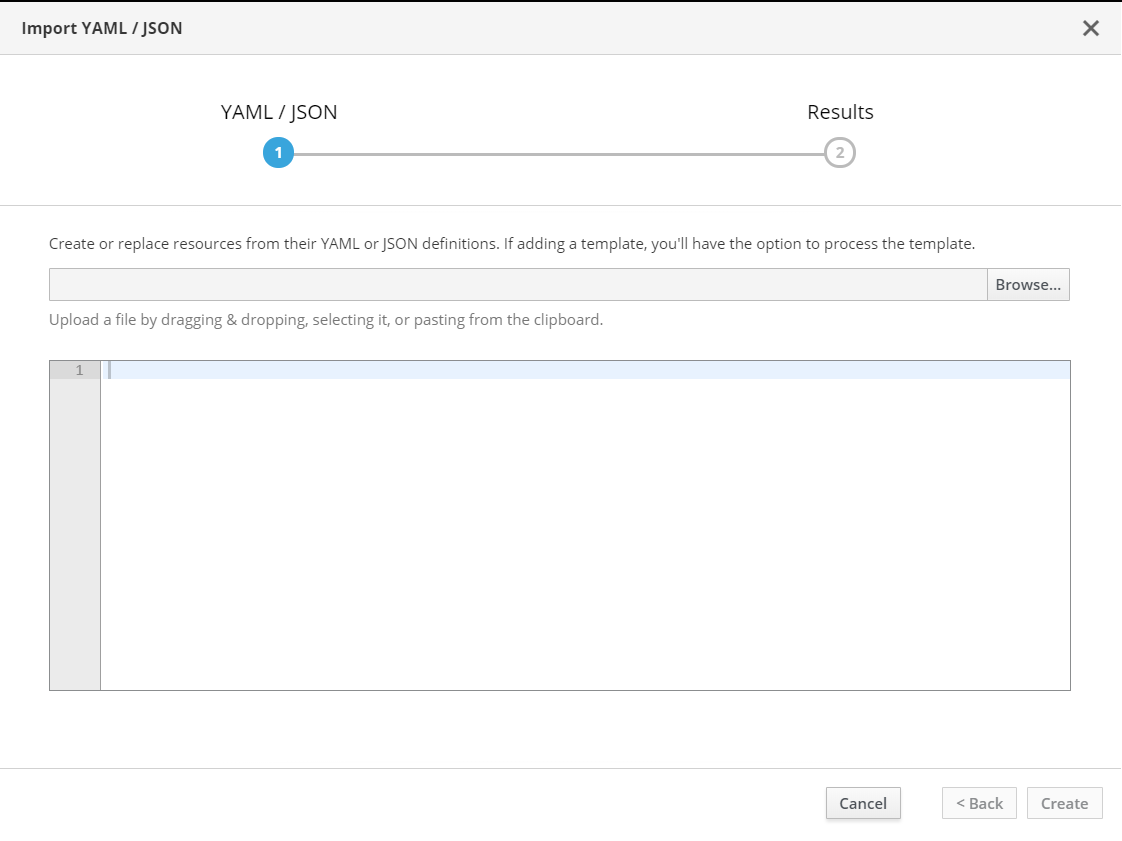 Import YAML / JSON
YAML / JSON
Results
1
2
Create or replace resources from their YAML or JSON definitions. If adding a template, you'll have the option to process the template.
Browse...
Upload a file by dragging & dropping, selecting it, or pasting from the clipboard.
1
Cancel
< Back
Create